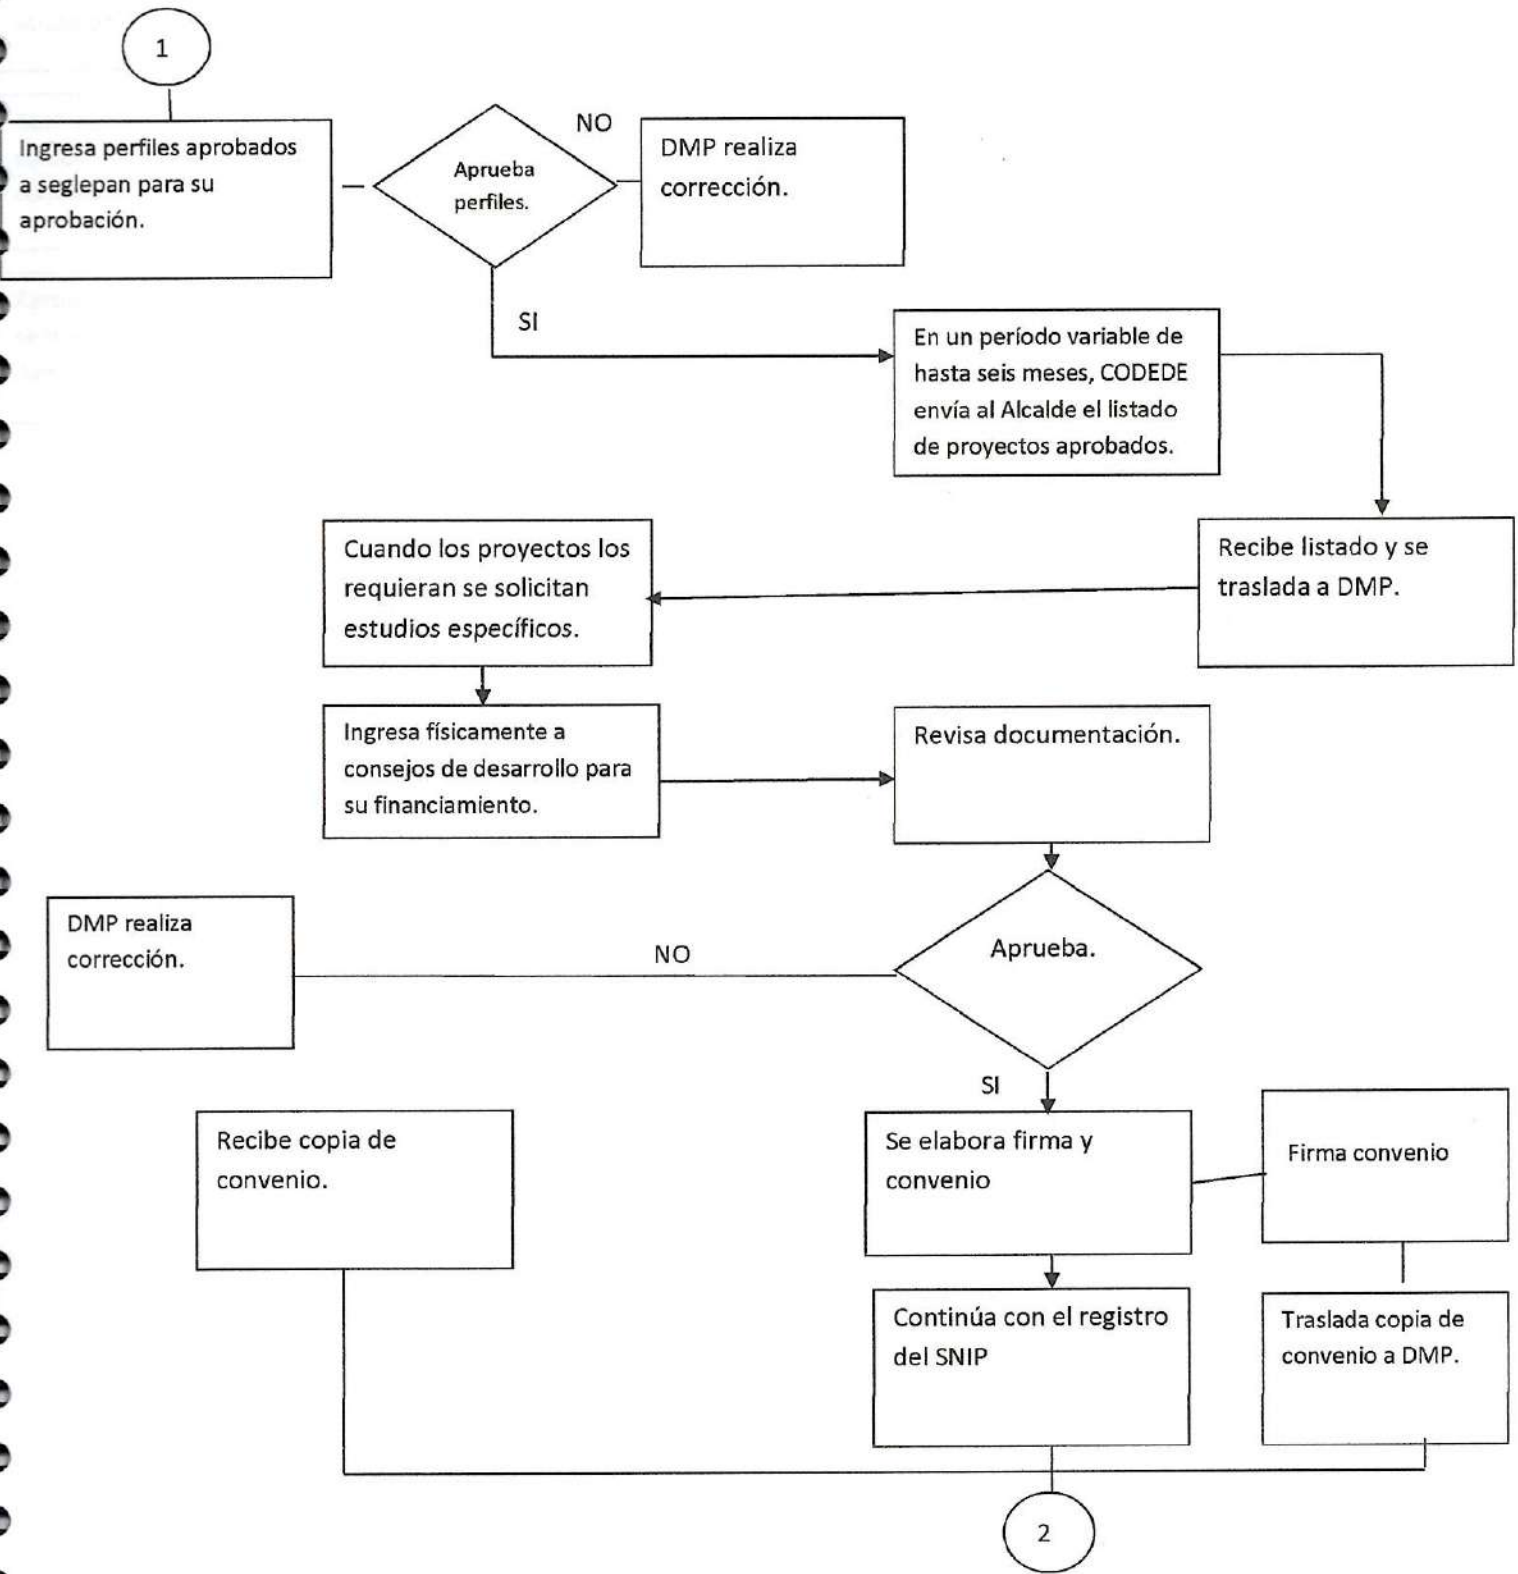 1
Ingresa perfiles aprobados
a seglepan para su
aprobación.
Aprueba
perfiles.
NO
DMP realiza
corrección.
SI
En un período variable de
hasta seis meses, CODEDE
envía al Alcalde el listado
de proyectos aprobados.
Cuando los proyectos los
requieran se solicitan
estudios específicos.
Recibe listado y se
traslada a DMP.
Ingresa físicamente a
consejos de desarrollo para
su financiamiento.
Revisa documentación.
DMP realiza
corrección.
NO
Aprueba.
SI
Recibe copia de
convenio.
Se elabora firma y
convenio
Firma convenio
Continúa con el registro
del SNIP
Traslada copia de
convenio a DMP.
2